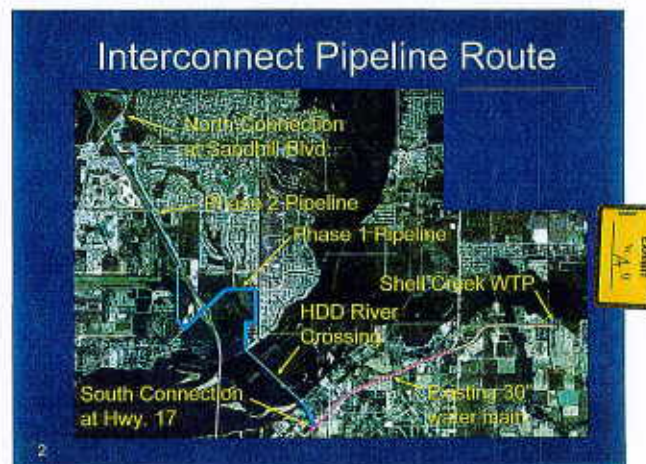 Interconnect Pipeline Route
North Connection
at Sandhill Blvd.
Phase 2 Pipeline
Phase 1 Pipeline
Shell Creek WTP
HDD River
Crossing
South Connection
at Hwy. 17
Existing 30"
water main
2